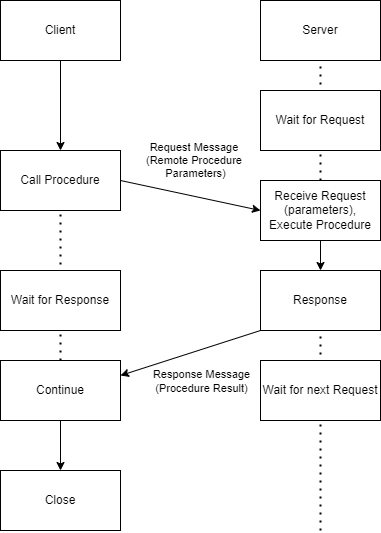 Client
Server
Wait for Request
Request Message
(Remote Procedure
Parameters)
Call Procedure
Receive Request
(parameters),
Execute Procedure
Wait for Response
Response
Response Message
(Procedure Result)
Continue
Wait for next Request
Close